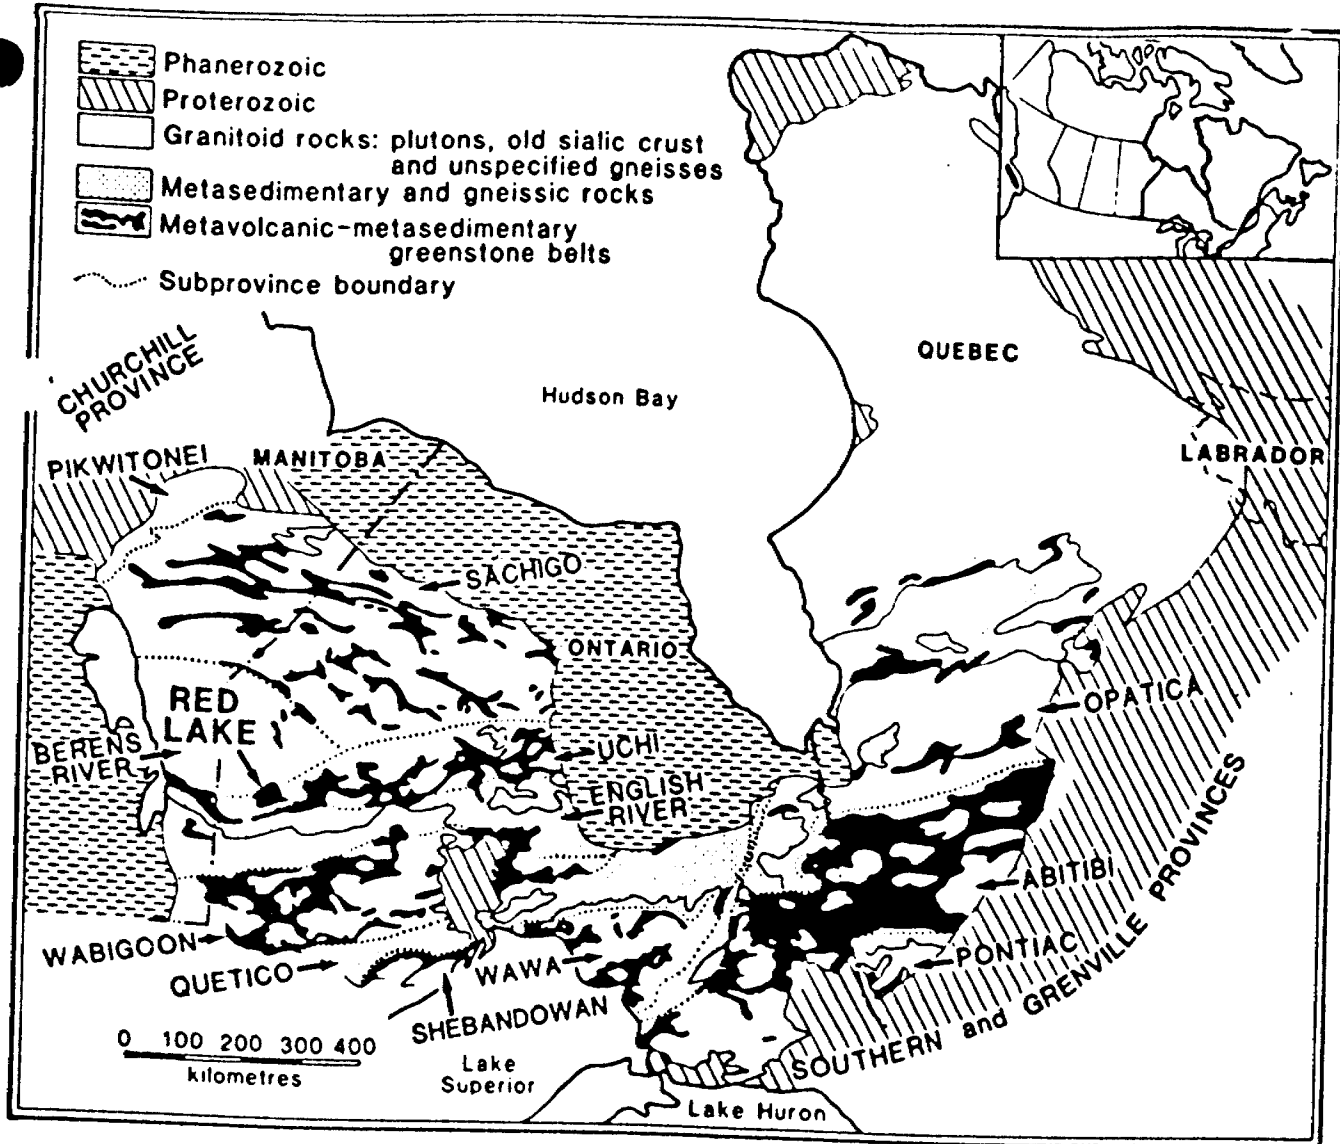 Phanerozoic
Proterozoic
Granitoid rocks: plutons, old sialic crust
and unspecified gneisses
Metasedimentary and gneissic rocks
Metavolcanic-metasedimentary
greenstone belts
Subprovince boundary
CHURCHILL
PROVINCE
QUEBEC
Hudson Bay
PIKWITONEI
MANITOBA
LABRADOR
SACHIGO
ONTARIO
RED
LAKE
OPATICA
BERENS
RIVER
UCHI
ENGLISH
RIVER
ABITIBI
WABIGOON
QUETICO
WAWA
PONTIAC
SHEBANDOWAN
SOUTHERN and GRENVILLE PROVINCES
0 100 200 300 400
kilometres
Lake
Superior
Lake Huron